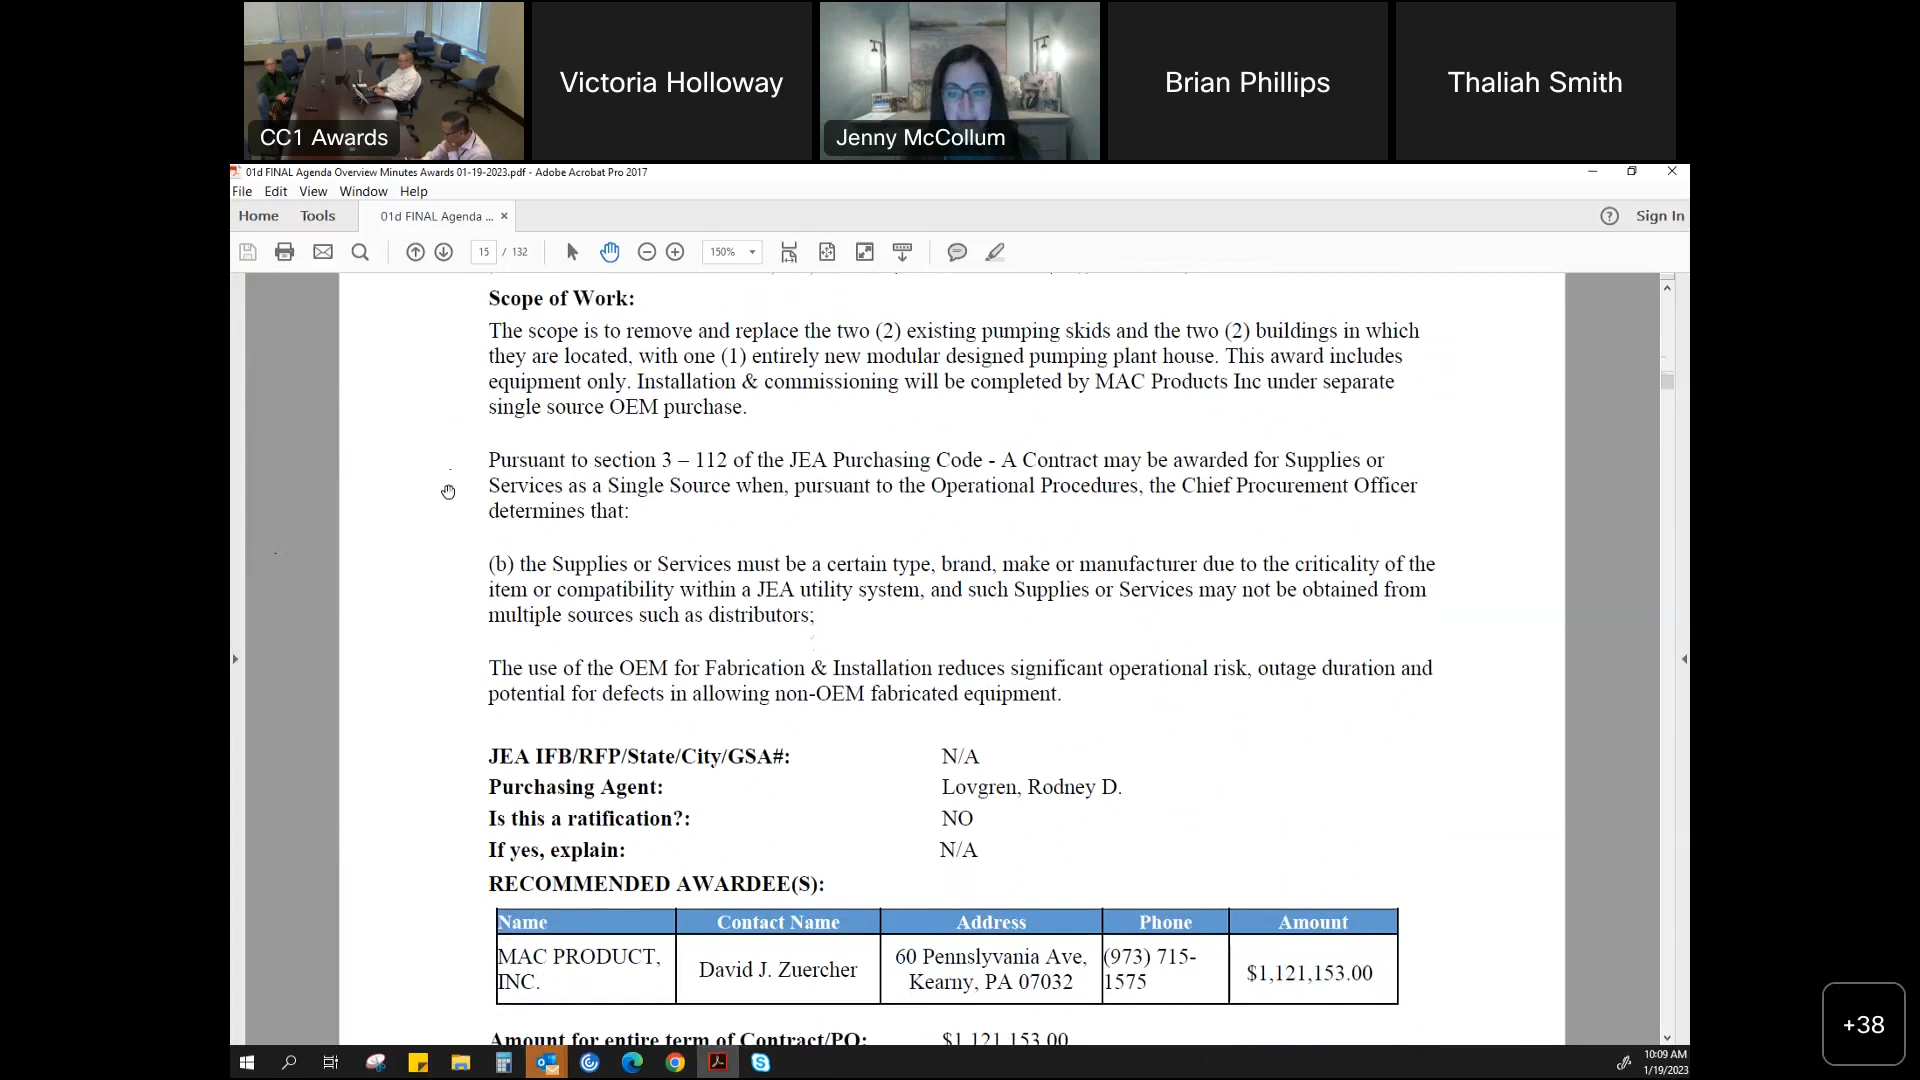 CC1 Awards
Victoria Holloway
Jenny McCollum
Brian Phillips
Thaliah Smith
01d FINAL Agenda Overview Minutes Awards 01-19-2023.pdf - Adobe Acrobat Pro 2017
File Edit View Window Help
Home Tools 01d FINAL Agenda ... × Sign In
15 / 132 150%
Scope of Work:
The scope is to remove and replace the two (2) existing pumping skids and the two (2) buildings in which
they are located, with one (1) entirely new modular designed pumping plant house. This award includes
equipment only. Installation & commissioning will be completed by MAC Products Inc under separate
single source OEM purchase.
Pursuant to section 3 – 112 of the JEA Purchasing Code - A Contract may be awarded for Supplies or
Services as a Single Source when, pursuant to the Operational Procedures, the Chief Procurement Officer
determines that:
(b) the Supplies or Services must be a certain type, brand, make or manufacturer due to the criticality of the
item or compatibility within a JEA utility system, and such Supplies or Services may not be obtained from
multiple sources such as distributors;
The use of the OEM for Fabrication & Installation reduces significant operational risk, outage duration and
potential for defects in allowing non-OEM fabricated equipment.
JEA IFB/RFP/State/City/GSA#: N/A
Purchasing Agent: Lovgren, Rodney D.
Is this a ratification?: NO
If yes, explain: N/A
RECOMMENDED AWARDEE(S):
Name Contact Name Address Phone Amount
MAC PRODUCT,
INC.
David J. Zuercher
60 Pennslyvania Ave,
Kearny, PA 07032
(973) 715-
1575
$1,121,153.00
Amount for entire term of Contract/PO: $1,121,153.00
+38
10:09 AM
1/19/2023